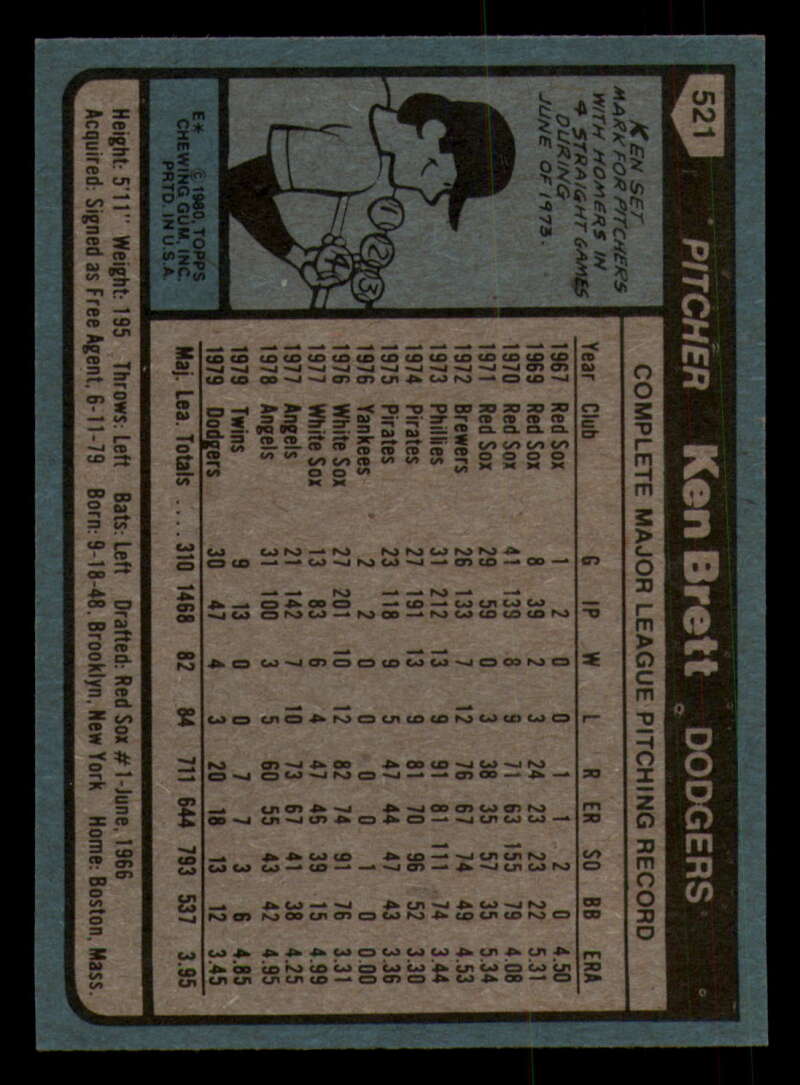 521
PITCHER Ken Brett DODGERS
KEN SET
MARK FOR PITCHERS
WITH HOMERS IN
4 STRAIGHT GAMES
DURING
JUNE OF 1973.
1
2
3
4
E* © 1980, TOPPS
CHEWING GUM, INC.
PRTD. IN U.S.A.
COMPLETE MAJOR LEAGUE PITCHING RECORD
Year Club G IP W L R ER SO BB ERA
1967 Red Sox 1 2 0 0 1 1 2 0 4.50
1969 Red Sox 8 39 2 3 24 23 23 22 5.31
1970 Red Sox 41 139 8 9 71 63 155 79 4.08
1971 Red Sox 29 59 0 3 38 35 57 35 5.34
1972 Brewers 26 133 7 12 76 67 74 49 4.53
1973 Phillies 31 212 13 9 91 81 111 74 3.44
1974 Pirates 27 191 13 9 81 70 96 52 3.30
1975 Pirates 23 118 9 5 47 44 47 43 3.36
1976 Yankees 2 2 0 0 0 0 1 0 0.00
1976 White Sox 27 201 10 12 82 74 91 76 3.31
1977 White Sox 13 83 6 4 47 46 39 15 4.99
1977 Angels 21 142 7 10 73 67 41 38 4.25
1978 Angels 31 100 3 5 60 55 43 42 4.95
1979 Twins 9 13 0 0 7 7 3 6 4.85
1979 Dodgers 30 47 4 3 20 18 13 12 3.45
Maj. Lea. Totals .... 310 1468 82 84 711 644 793 537 3.95
Height: 5'11" Weight: 195 Throws: Left Bats: Left Drafted: Red Sox #1-June, 1966
Acquired: Signed as Free Agent, 6-11-79 Born: 9-18-48, Brooklyn, New York Home: Boston, Mass.